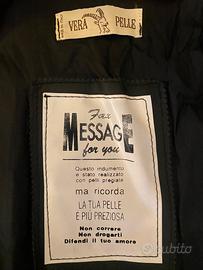 VERA PELLE
Fax
MESSAGE
for you
Questo indumento
è stato realizzato
con pelli pregiate
ma ricorda
LA TUA PELLE
È PIÙ PREZIOSA
Non correre
Non drogarti
Difendi il tuo amore
subito